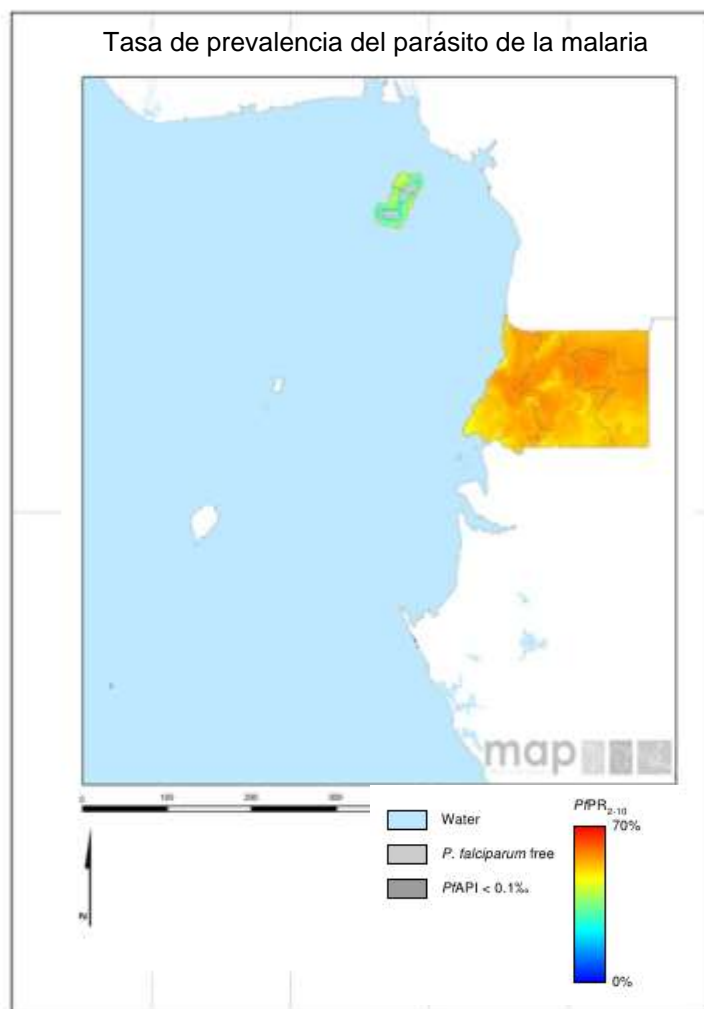 Tasa de prevalencia del parásito de la malaria
map
0 100 200 300
Water
P. falciparum free
PfAPI < 0.1‰
PfPR2-10
70%
0%
N